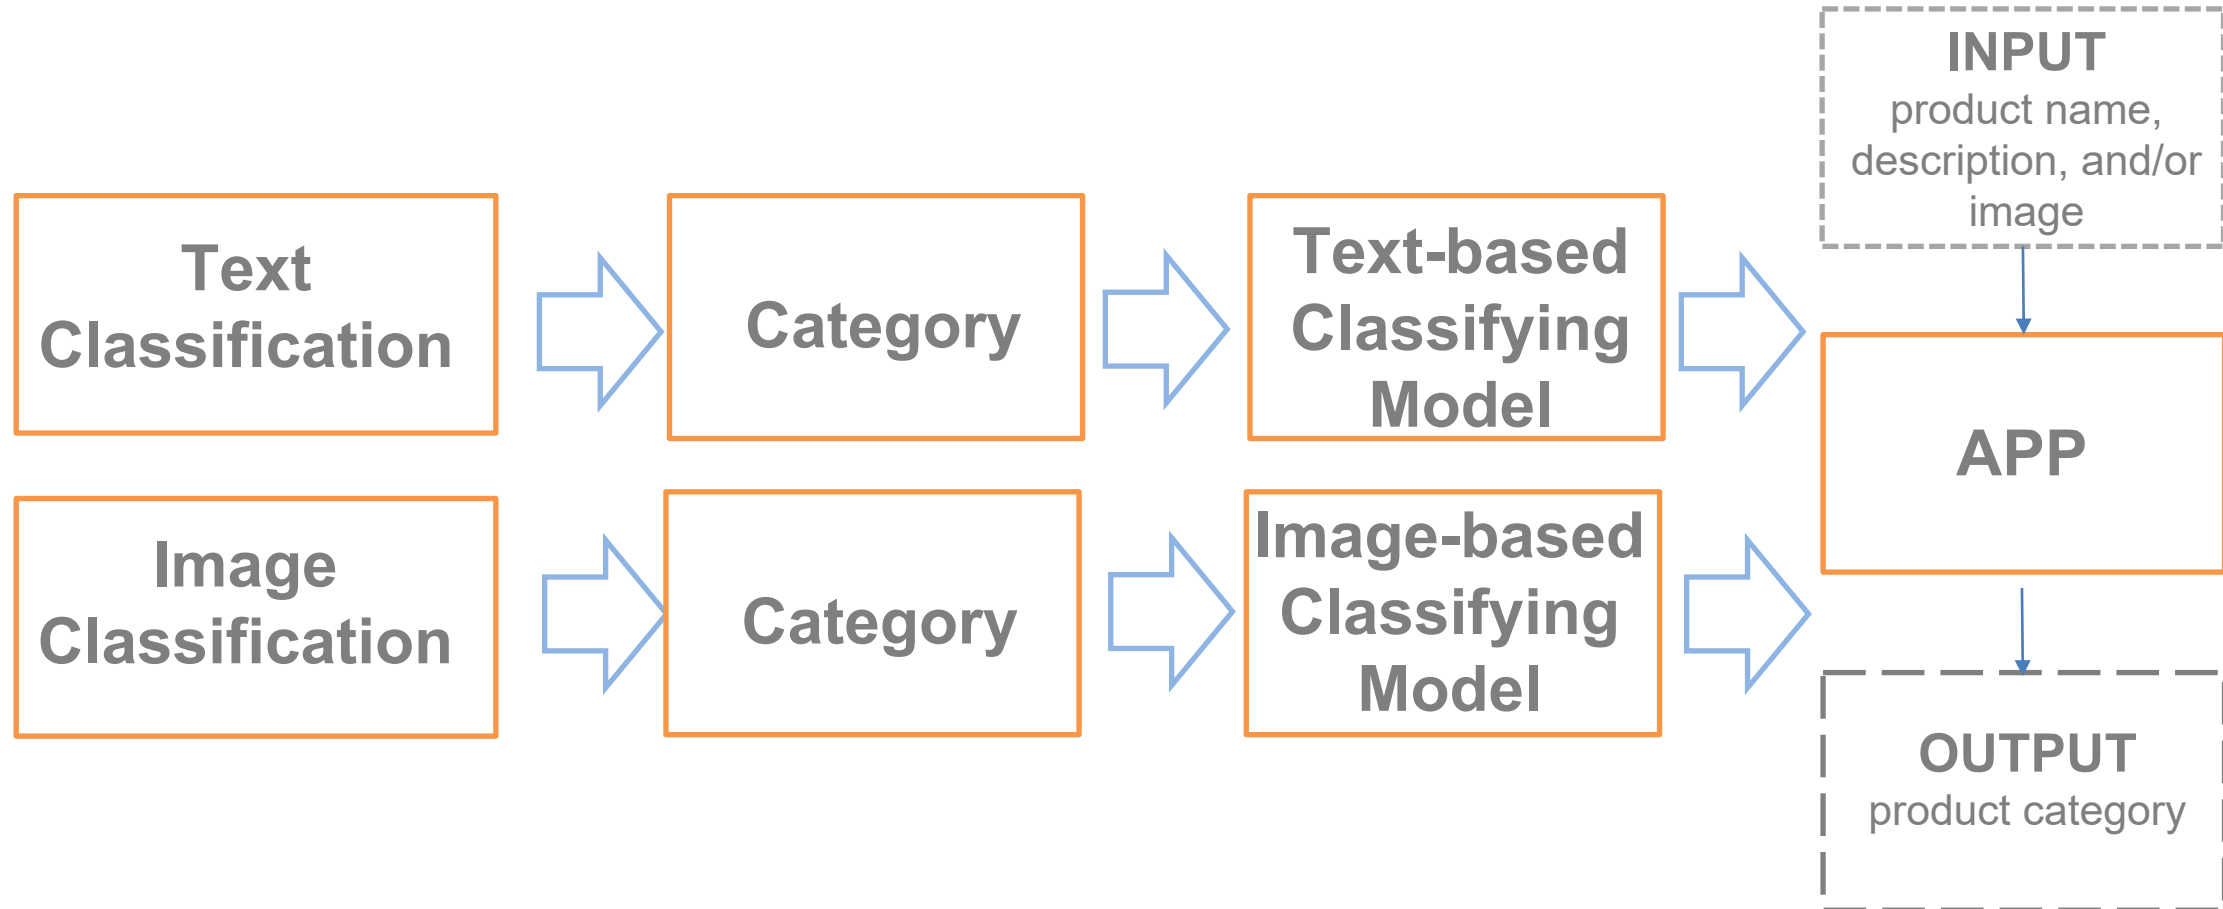 INPUT
product name,
description, and/or
image
Text
Classification
Category
Text-based
Classifying
Model
APP
Image
Classification
Category
Image-based
Classifying
Model
OUTPUT
product category